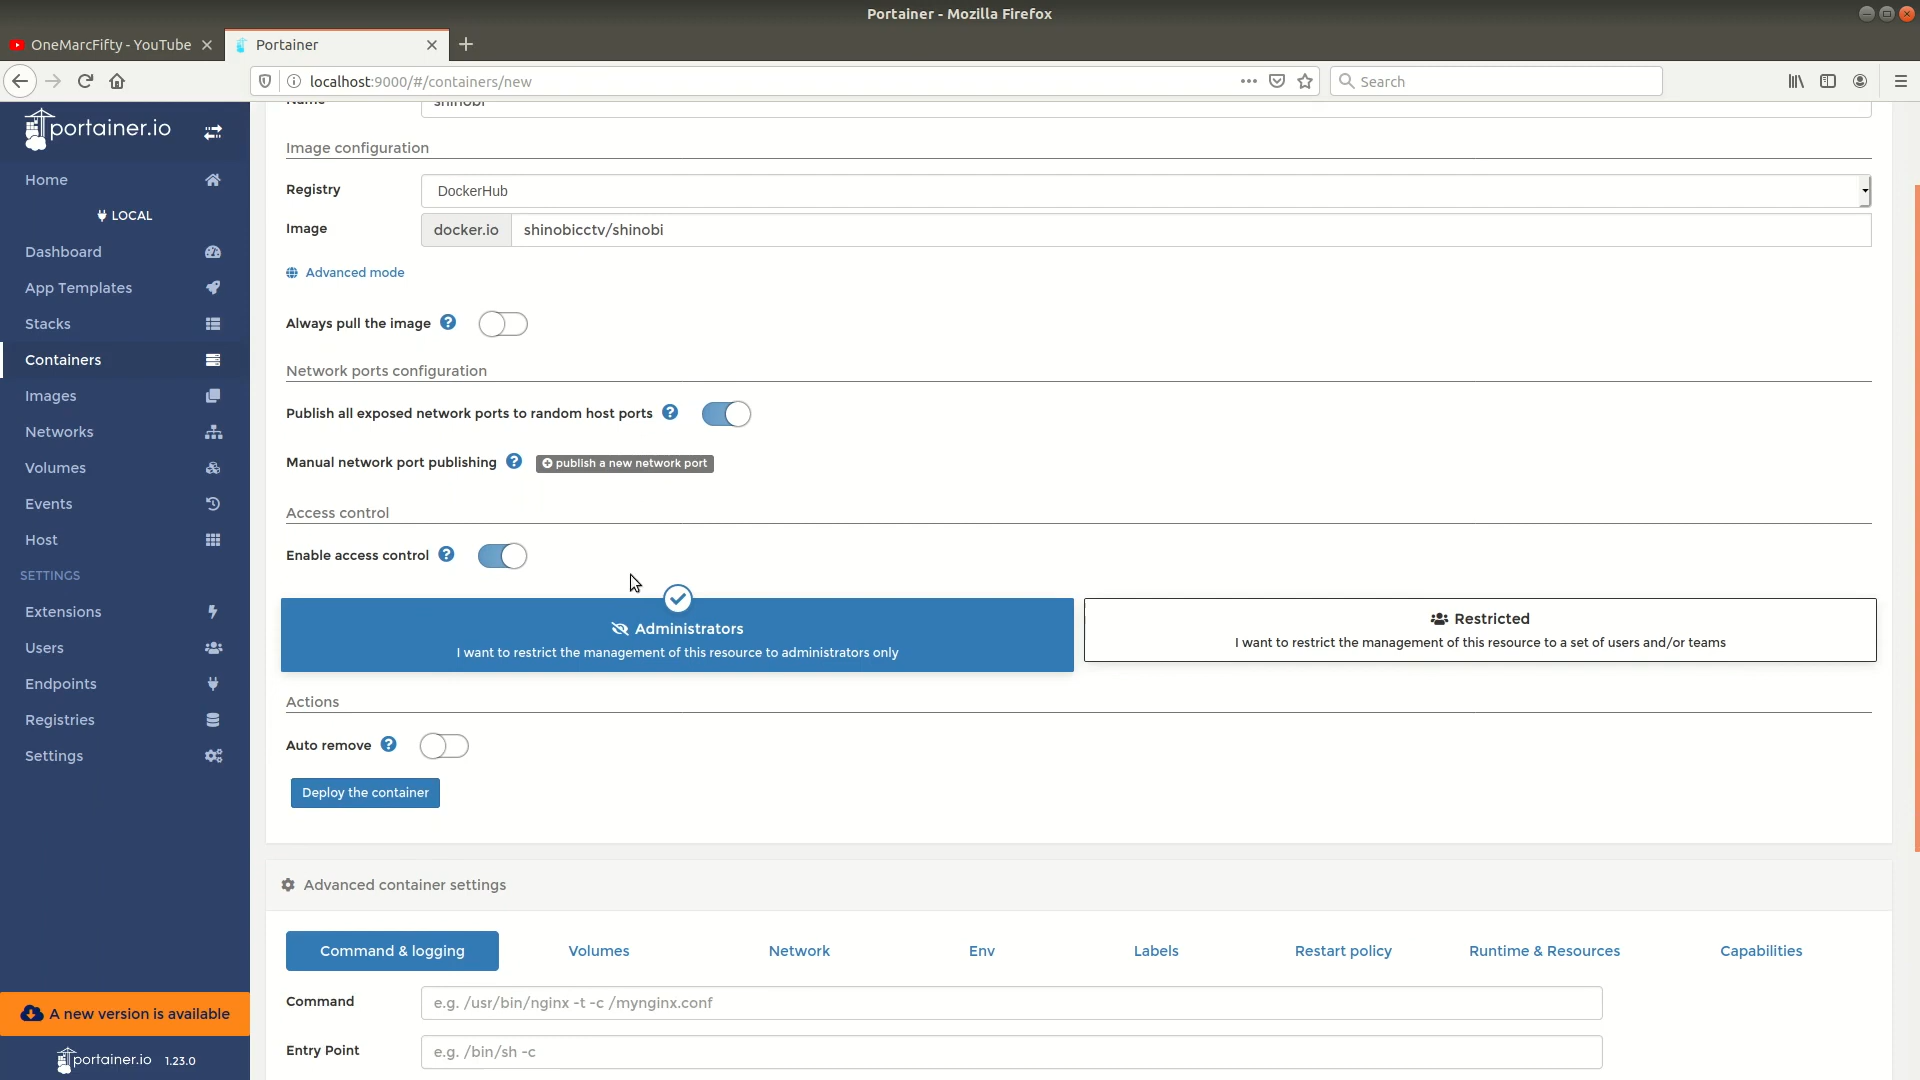 Portainer - Mozilla Firefox
OneMarcFifty - YouTube
Portainer
localhost:9000/#/containers/new
Search
portainer.io
Home
LOCAL
Dashboard
App Templates
Stacks
Containers
Images
Networks
Volumes
Events
Host
SETTINGS
Extensions
Users
Endpoints
Registries
Settings
A new version is available
portainer.io 1.23.0
Name shinobi
Image configuration
Registry DockerHub
Image docker.io shinobicctv/shinobi
Advanced mode
Always pull the image
Network ports configuration
Publish all exposed network ports to random host ports
Manual network port publishing publish a new network port
Access control
Enable access control
Administrators
I want to restrict the management of this resource to administrators only
Restricted
I want to restrict the management of this resource to a set of users and/or teams
Actions
Auto remove
Deploy the container
Advanced container settings
Command & logging Volumes Network Env Labels Restart policy Runtime & Resources Capabilities
Command e.g. /usr/bin/nginx -t -c /mynginx.conf
Entry Point e.g. /bin/sh -c